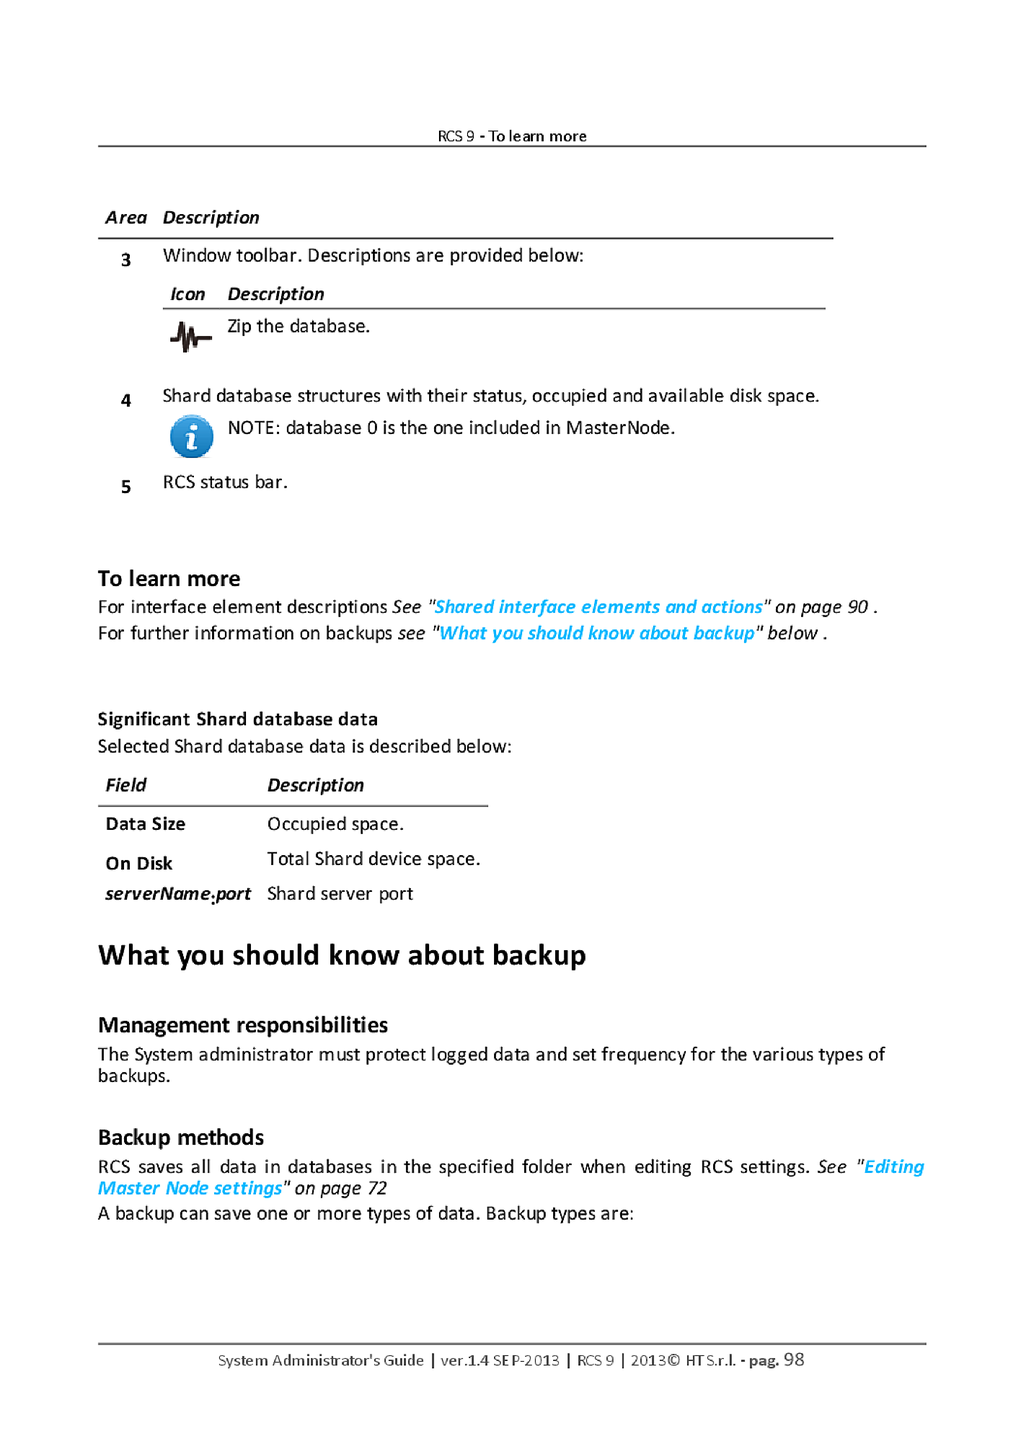 RCS 9 - To learn more
Area Description
3 Window toolbar. Descriptions are provided below:
Icon Description
Zip the database.
4 Shard database structures with their status, occupied and available disk space.
NOTE: database 0 is the one included in MasterNode.
5 RCS status bar.
To learn more
For interface element descriptions See "Shared interface elements and actions" on page 90 .
For further information on backups see "What you should know about backup" below .
Significant Shard database data
Selected Shard database data is described below:
Field Description
Data Size Occupied space.
On Disk Total Shard device space.
serverName:port Shard server port
What you should know about backup
Management responsibilities
The System administrator must protect logged data and set frequency for the various types of
backups.
Backup methods
RCS saves all data in databases in the specified folder when editing RCS settings. See "Editing
Master Node settings" on page 72
A backup can save one or more types of data. Backup types are:
System Administrator's Guide | ver.1.4 SEP-2013 | RCS 9 | 2013© HT S.r.l. - pag. 98